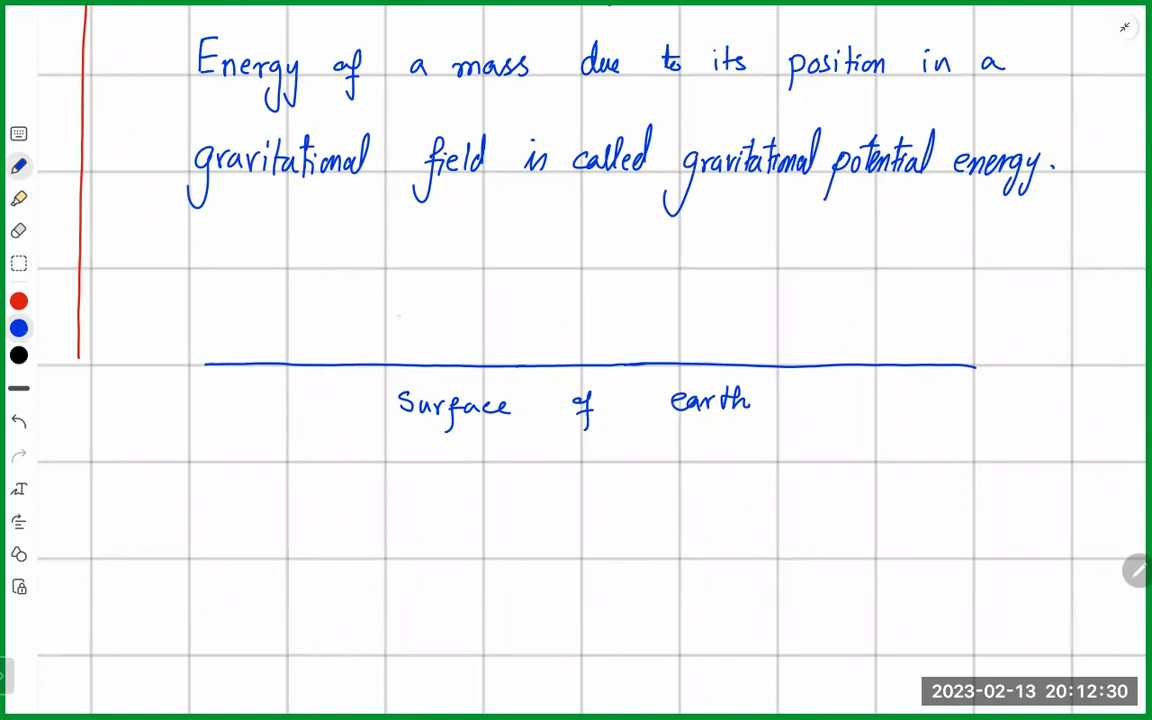 Energy of a mass due to its position in a
gravitational field is called gravitational potential energy.
Surface of earth
2023-02-13 20:12:30